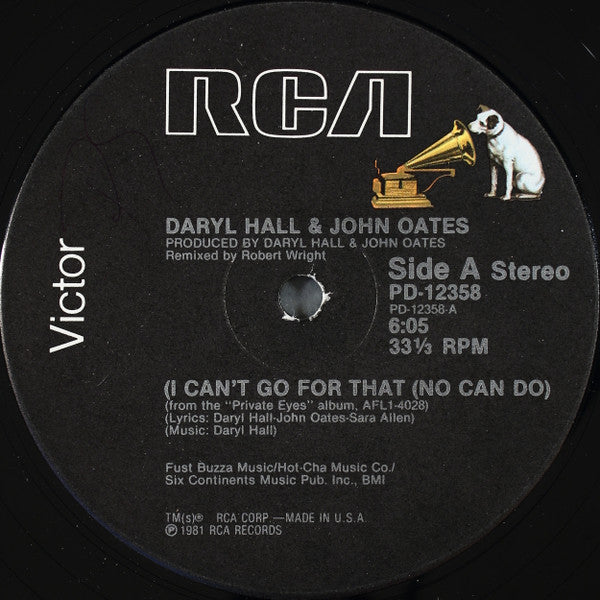 RCA
Victor
DARYL HALL & JOHN OATES
PRODUCED BY DARYL HALL & JOHN OATES
Remixed by Robert Wright
Side A Stereo
PD-12358
PD-12358-A
6:05
33⅓ RPM
(I CAN'T GO FOR THAT (NO CAN DO)
(from the "Private Eyes" album, AFL1-4028)
(Lyrics: Daryl Hall-John Oates-Sara Allen)
(Music: Daryl Hall)
Fust Buzza Music/Hot-Cha Music Co./
Six Continents Music Pub. Inc., BMI
TM(s)® RCA CORP.—MADE IN U.S.A.
℗ 1981 RCA RECORDS